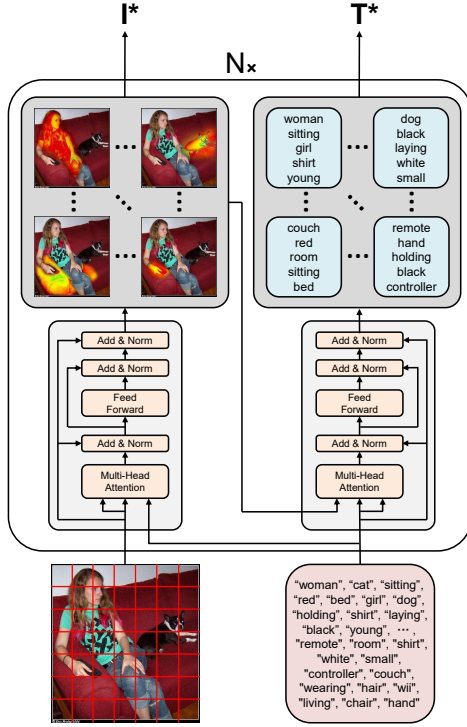 I* T*
N×
woman
sitting
girl
shirt
young
dog
black
laying
white
small
couch
red
room
sitting
bed
remote
hand
holding
black
controller
Add & Norm
Add & Norm
Feed
Forward
Add & Norm
Multi-Head
Attention
Add & Norm
Add & Norm
Feed
Forward
Add & Norm
Multi-Head
Attention
“woman”, “cat”, “sitting”,
“red”, “bed”, “girl”, “dog”,
“holding”, “shirt”, “laying”,
“black”, “young”, ⋯ ,
“remote”, “room”, “shirt”,
“white”, “small”,
“controller”, “couch”,
“wearing”, “hair”, “wii”,
“living”, “chair”, “hand”